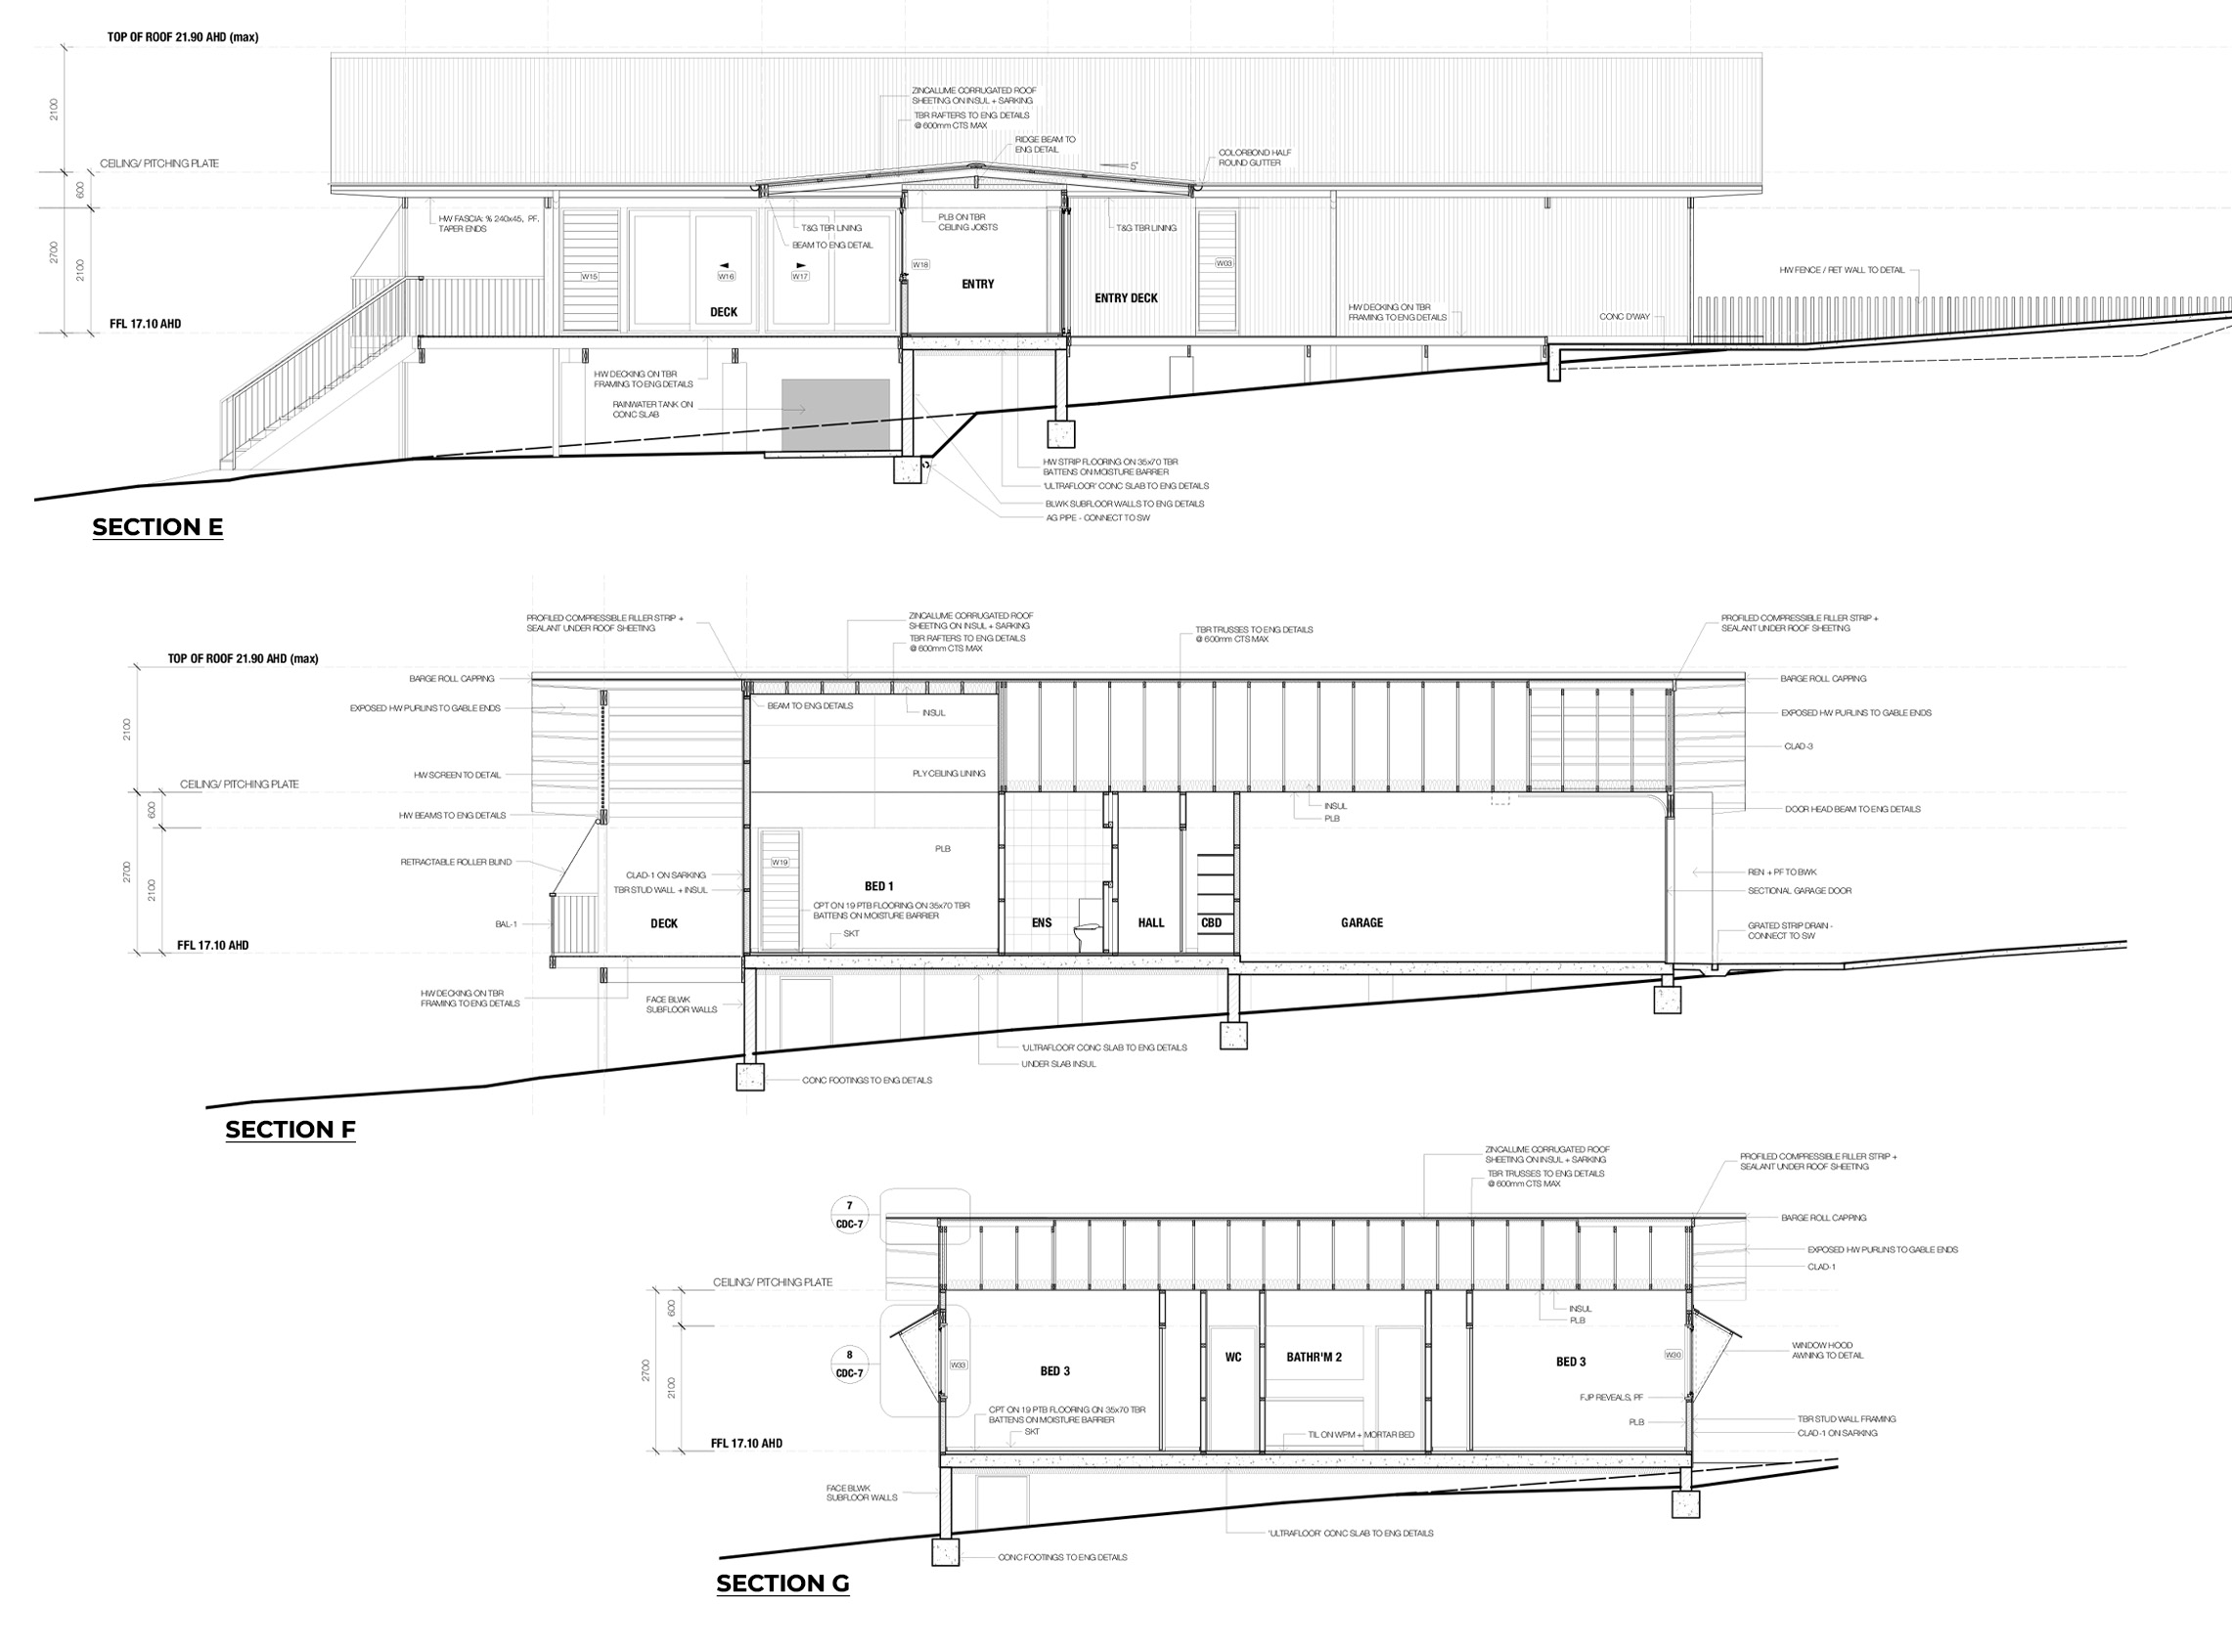 TOP OF ROOF 21.90 AHD (max)
2100
CEILING/ PITCHING PLATE
600
2700
2100
FFL 17.10 AHD
ZINCALUME CORRUGATED ROOF
SHEETING ON INSUL + SARKING
TBR RAFTERS TO ENG DETAILS
@ 600mm CTS MAX
RIDGE BEAM TO
ENG DETAIL
5°
COLORBOND HALF
ROUND GUTTER
HW FASCIA: % 240x45, PF.
TAPER ENDS
T&G TBR LINING
BEAM TO ENG DETAIL
PLB ON TBR
CEILING JOISTS
T&G TBR LINING
W15
W16
W17
W18
W03
DECK
ENTRY
ENTRY DECK
HW FENCE / RET WALL TO DETAIL
HW DECKING ON TBR
FRAMING TO ENG DETAILS
CONC D'WAY
HW DECKING ON TBR
FRAMING TO ENG DETAILS
RAINWATER TANK ON
CONC SLAB
HW STRIP FLOORING ON 35x70 TBR
BATTENS ON MOISTURE BARRIER
'ULTRAFLOOR' CONC SLAB TO ENG DETAILS
BLWK SUBFLOOR WALLS TO ENG DETAILS
AG PIPE - CONNECT TO SW
SECTION E
PROFILED COMPRESSIBLE FILLER STRIP +
SEALANT UNDER ROOF SHEETING
ZINCALUME CORRUGATED ROOF
SHEETING ON INSUL + SARKING
TBR RAFTERS TO ENG DETAILS
@ 600mm CTS MAX
TBR TRUSSES TO ENG DETAILS
@ 600mm CTS MAX
PROFILED COMPRESSIBLE FILLER STRIP +
SEALANT UNDER ROOF SHEETING
TOP OF ROOF 21.90 AHD (max)
BARGE ROLL CAPPING
BARGE ROLL CAPPING
EXPOSED HW PURLINS TO GABLE ENDS
BEAM TO ENG DETAILS
INSUL
EXPOSED HW PURLINS TO GABLE ENDS
2100
CLAD-3
HW SCREEN TO DETAIL
PLY CEILING LINING
CEILING/ PITCHING PLATE
600
2700
2100
HW BEAMS TO ENG DETAILS
INSUL
PLB
DOOR HEAD BEAM TO ENG DETAILS
RETRACTABLE ROLLER BLIND
W19
PLB
CLAD-1 ON SARKING
TBR STUD WALL + INSUL
BED 1
REN + PF TO BWK
SECTIONAL GARAGE DOOR
CPT ON 19 PTB FLOORING ON 35x70 TBR
BATTENS ON MOISTURE BARRIER
BAL-1
DECK
SKT
ENS
HALL
CBD
GARAGE
GRATED STRIP DRAIN -
CONNECT TO SW
FFL 17.10 AHD
HW DECKING ON TBR
FRAMING TO ENG DETAILS
FACE BLWK
SUBFLOOR WALLS
'ULTRAFLOOR' CONC SLAB TO ENG DETAILS
UNDER SLAB INSUL
CONC FOOTINGS TO ENG DETAILS
SECTION F
ZINCALUME CORRUGATED ROOF
SHEETING ON INSUL + SARKING
TBR TRUSSES TO ENG DETAILS
@ 600mm CTS MAX
PROFILED COMPRESSIBLE FILLER STRIP +
SEALANT UNDER ROOF SHEETING
7
CDC-7
BARGE ROLL CAPPING
EXPOSED HW PURLINS TO GABLE ENDS
CLAD-1
CEILING/ PITCHING PLATE
600
2700
2100
INSUL
PLB
8
CDC-7
W33
BED 3
WC
BATHR'M 2
BED 3
W30
WINDOW HOOD
AWNING TO DETAIL
FJP REVEALS, PF
CPT ON 19 PTB FLOORING ON 35x70 TBR
BATTENS ON MOISTURE BARRIER
SKT
PLB
TBR STUD WALL FRAMING
CLAD-1 ON SARKING
TIL ON WPM + MORTAR BED
FFL 17.10 AHD
FACE BLWK
SUBFLOOR WALLS
'ULTRAFLOOR' CONC SLAB TO ENG DETAILS
CONC FOOTINGS TO ENG DETAILS
SECTION G